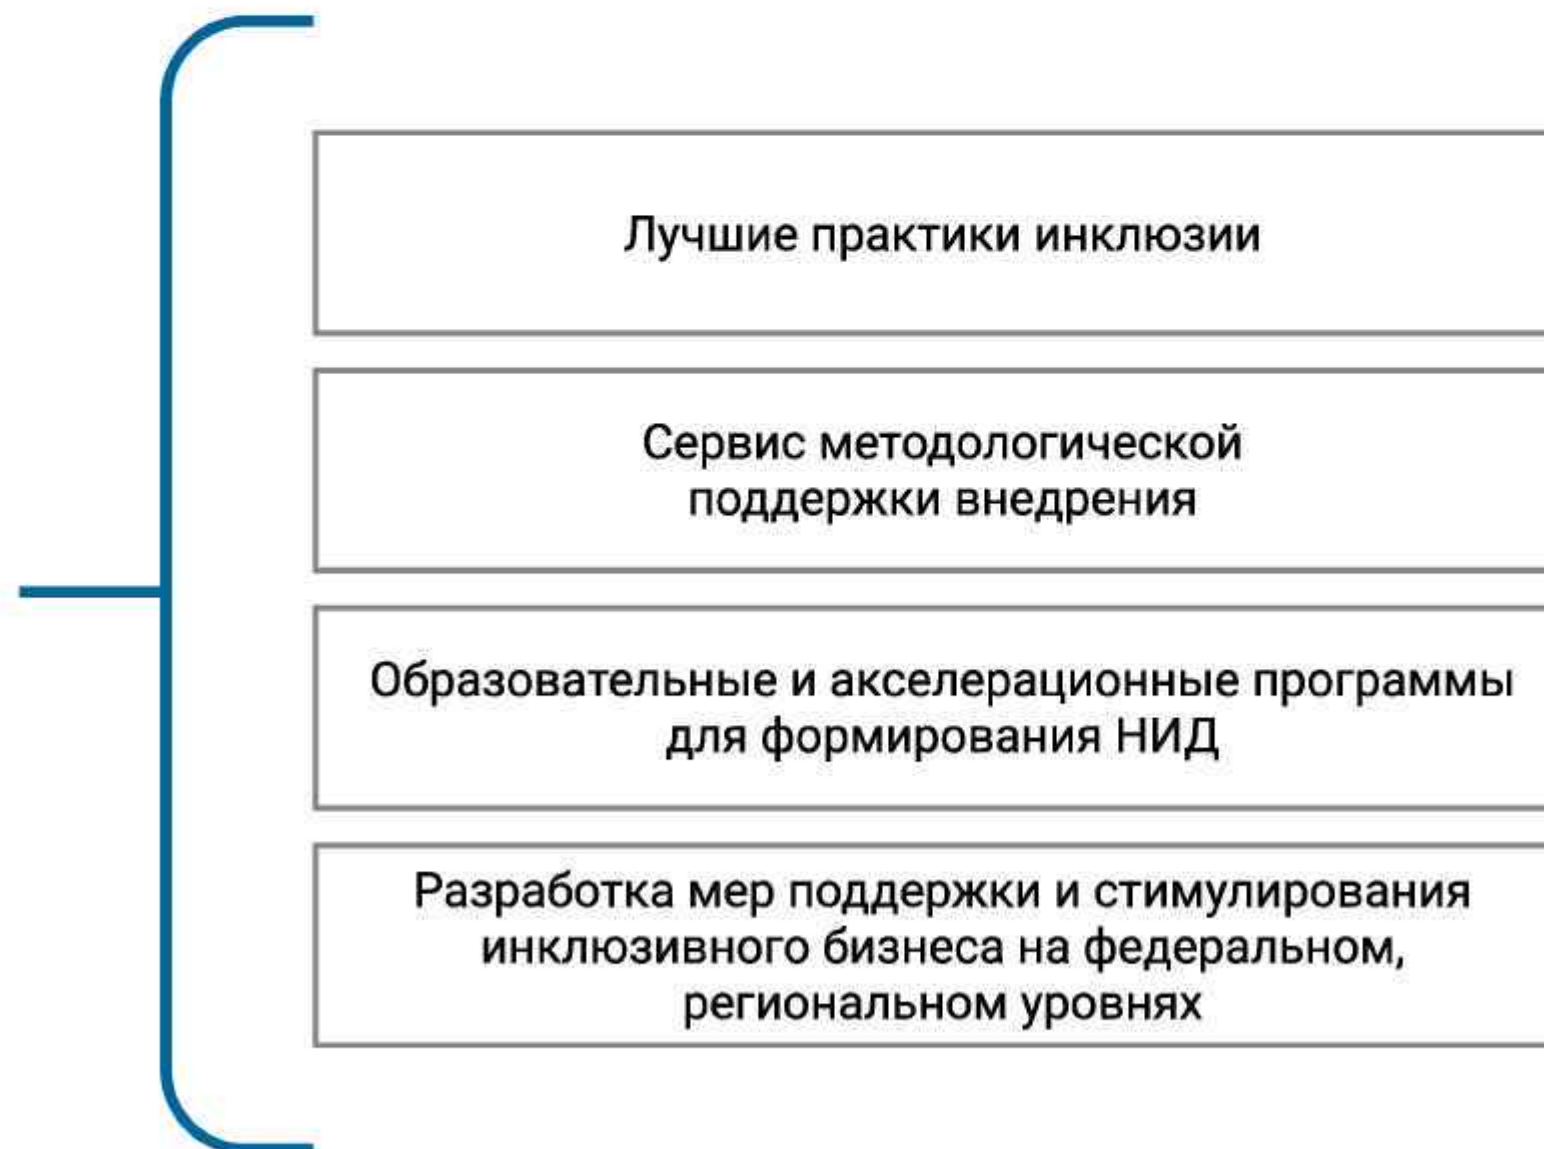 Лучшие практики инклюзии
Сервис методологической
поддержки внедрения
Образовательные и акселерационные программы
для формирования НИД
Разработка мер поддержки и стимулирования
инклюзивного бизнеса на федеральном,
региональном уровнях